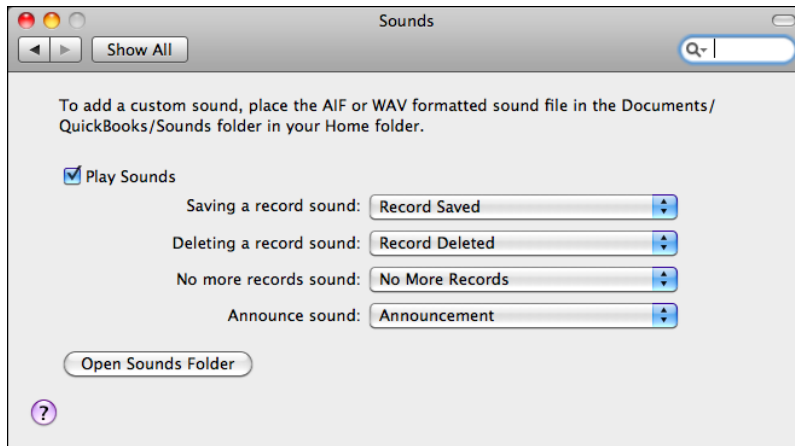 Sounds
Show All
To add a custom sound, place the AIF or WAV formatted sound file in the Documents/
QuickBooks/Sounds folder in your Home folder.
Play Sounds
Saving a record sound: Record Saved
Deleting a record sound: Record Deleted
No more records sound: No More Records
Announce sound: Announcement
Open Sounds Folder
?